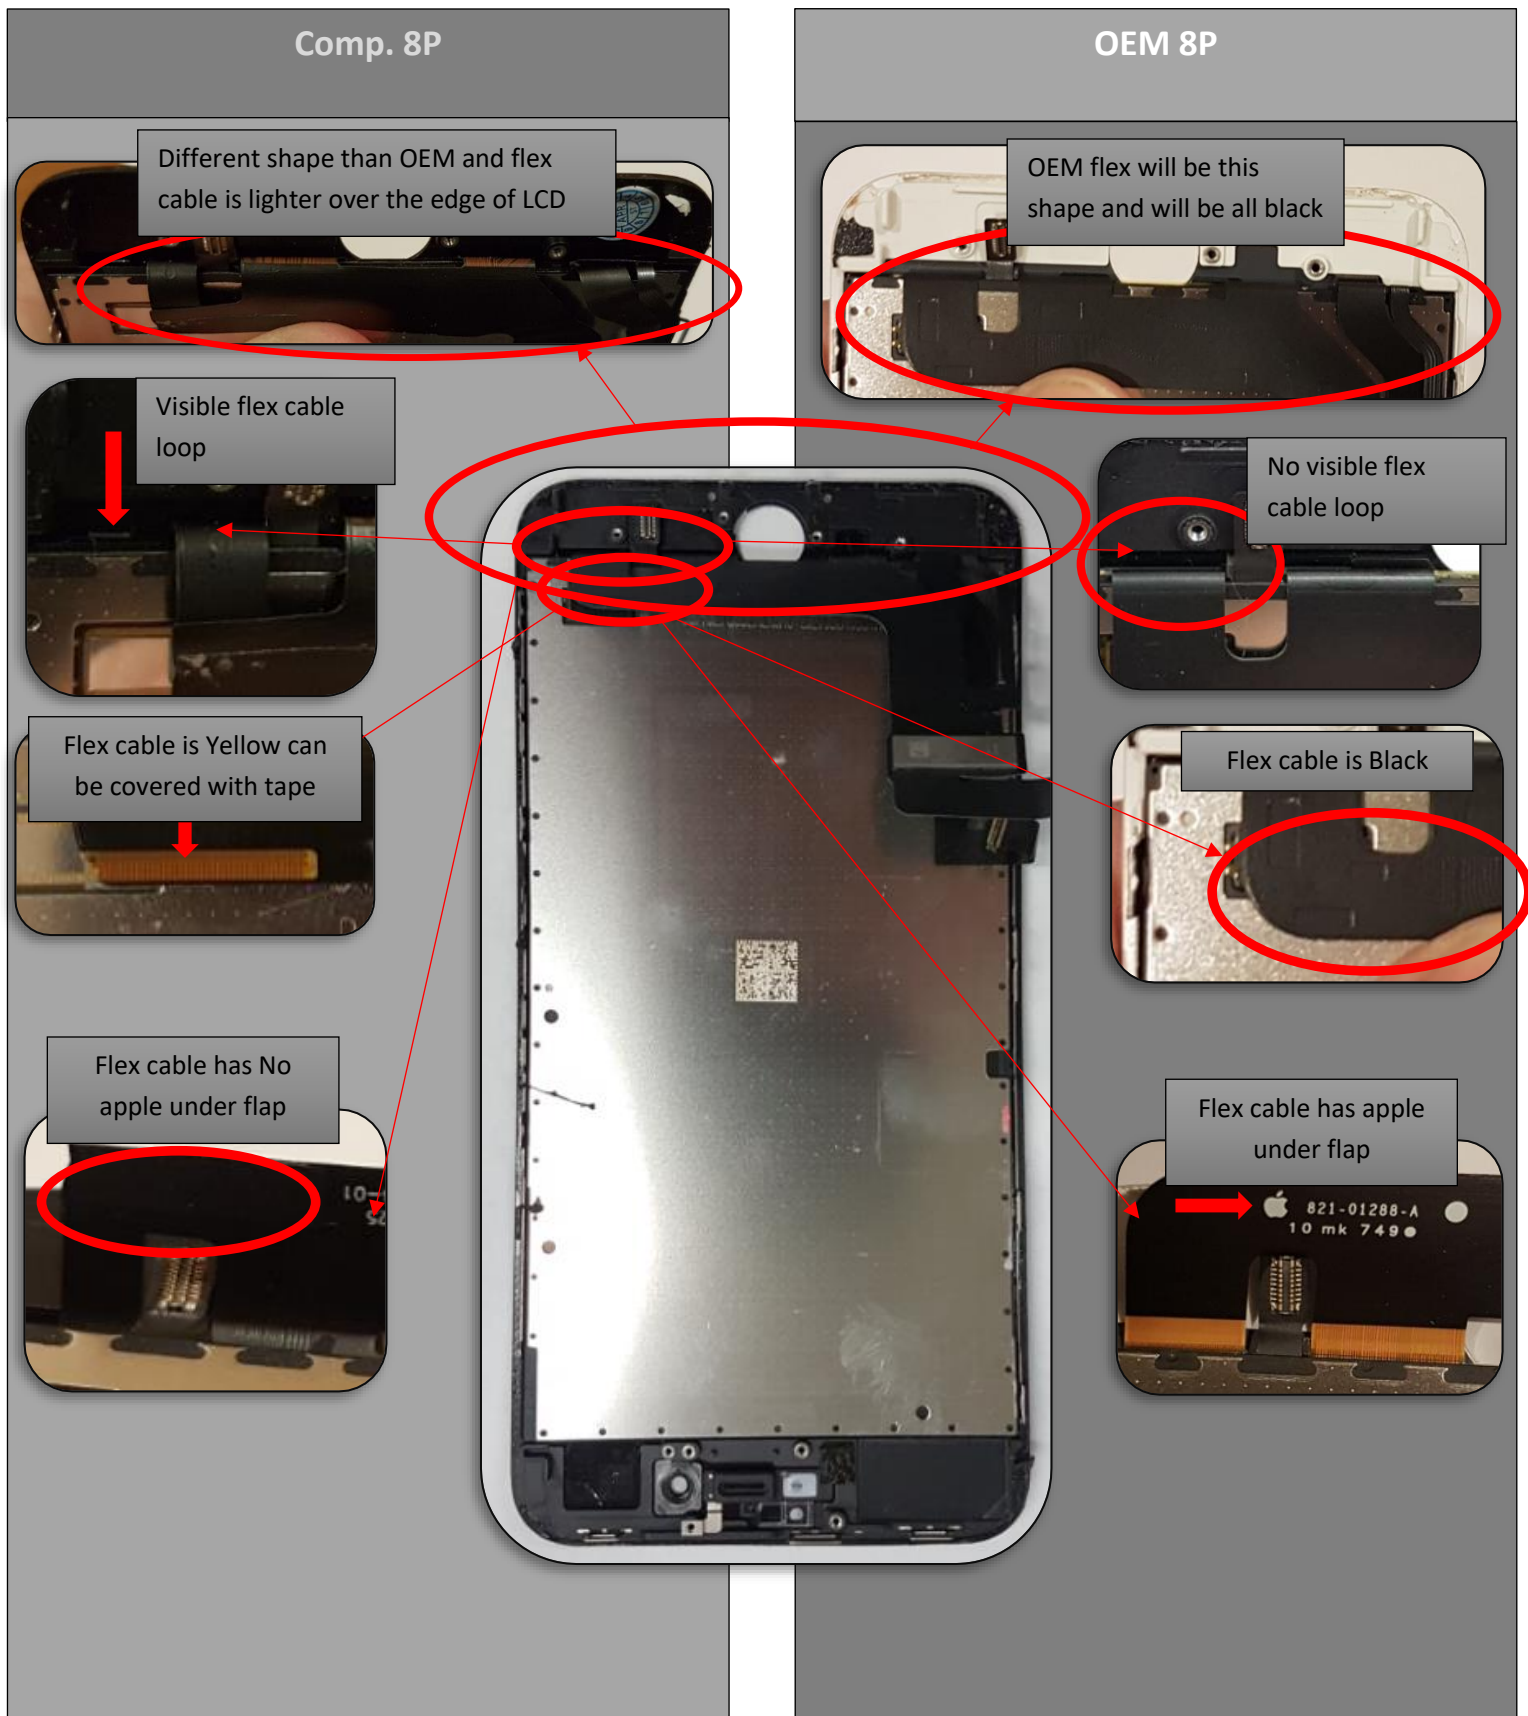 Comp. 8P
OEM 8P
Different shape than OEM and flex
cable is lighter over the edge of LCD
OEM flex will be this
shape and will be all black
Visible flex cable
loop
No visible flex
cable loop
Flex cable is Yellow can
be covered with tape
Flex cable is Black
Flex cable has No
apple under flap
Flex cable has apple
under flap
-01
821-01288-A
10 mk 749